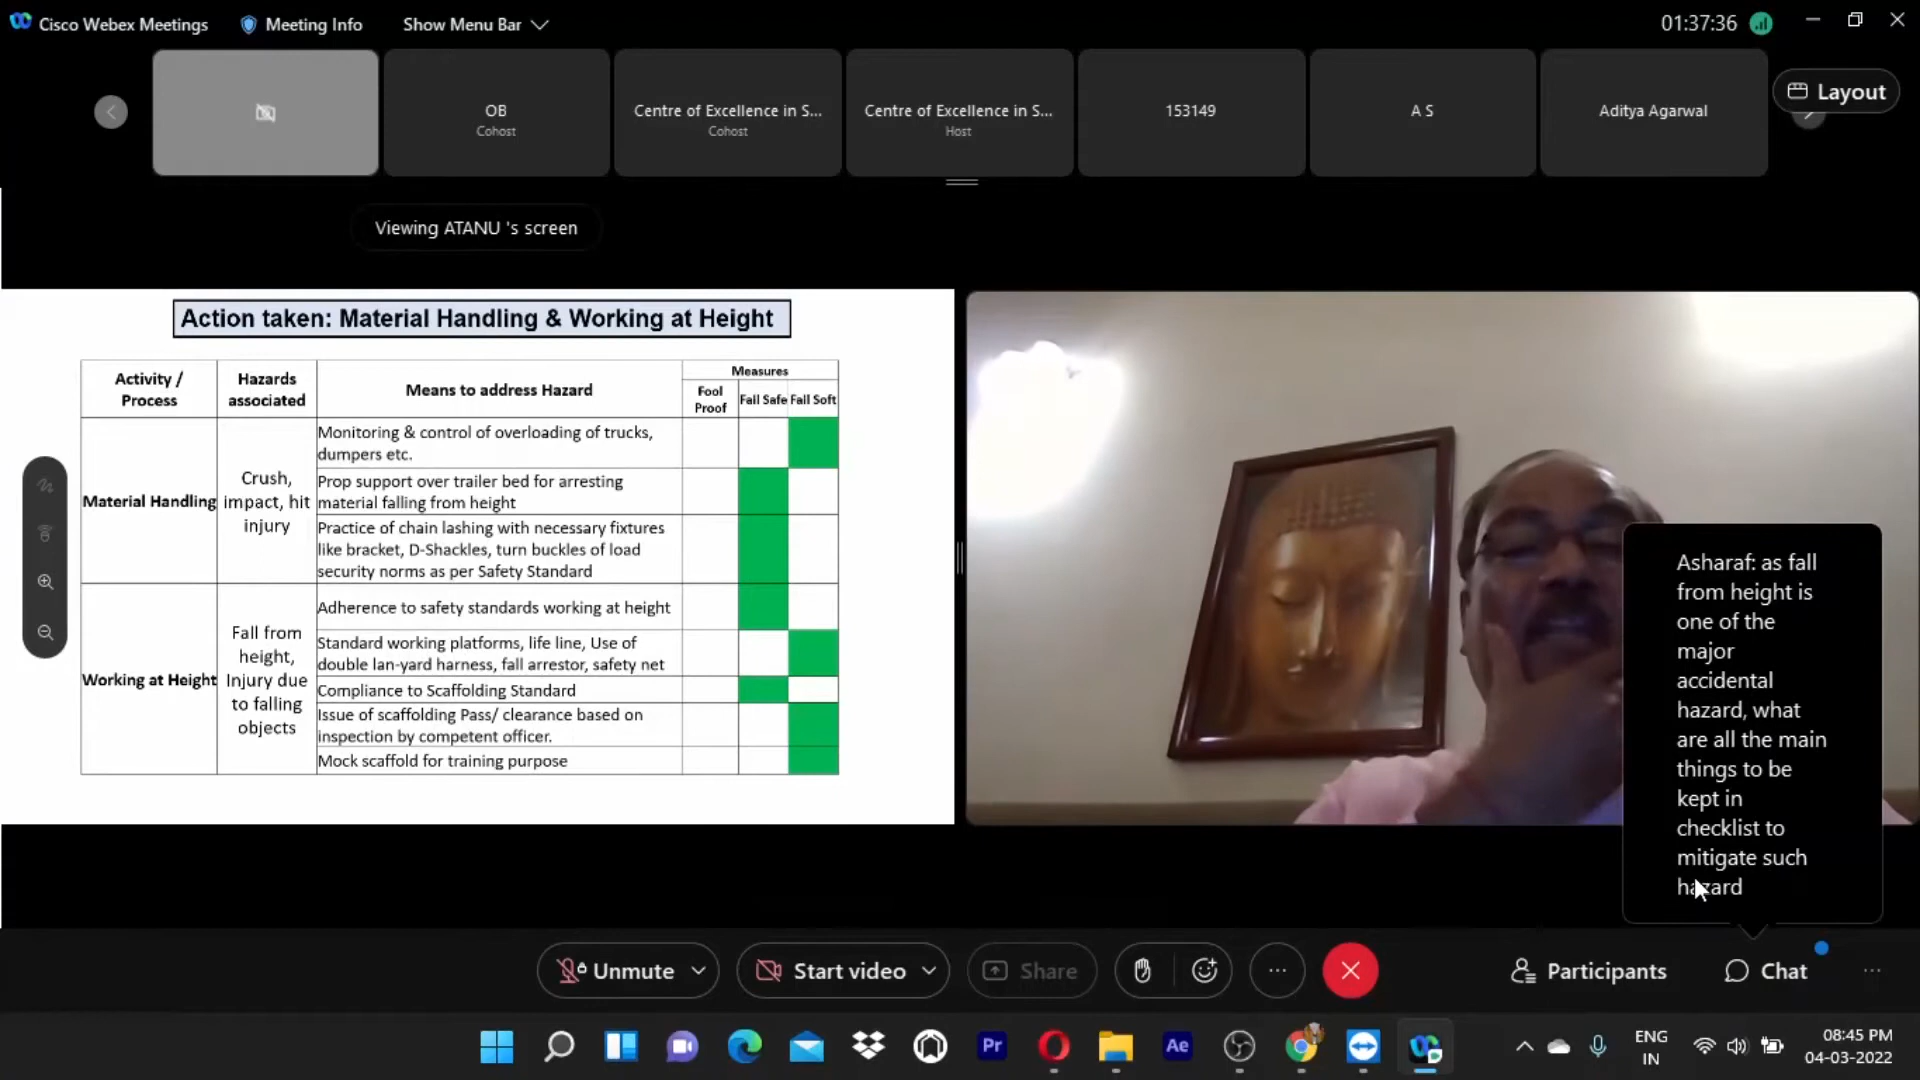 Cisco Webex Meetings
Meeting Info
Show Menu Bar
01:37:36
OB
Cohost
Centre of Excellence in S...
Cohost
Centre of Excellence in S...
Host
153149
A S
Aditya Agarwal
Layout
Viewing ATANU 's screen
Action taken: Material Handling & Working at Height
Activity /
Process
Hazards
associated
Means to address Hazard
Measures
Fool
Proof
Fail Safe
Fail Soft
Material Handling
Crush,
impact, hit
injury
Monitoring & control of overloading of trucks,
dumpers etc.
Prop support over trailer bed for arresting
material falling from height
Practice of chain lashing with necessary fixtures
like bracket, D-Shackles, turn buckles of load
security norms as per Safety Standard
Working at Height
Fall from
height,
Injury due
to falling
objects
Adherence to safety standards working at height
Standard working platforms, life line, Use of
double lan-yard harness, fall arrestor, safety net
Compliance to Scaffolding Standard
Issue of scaffolding Pass/ clearance based on
inspection by competent officer.
Mock scaffold for training purpose
Asharaf: as fall
from height is
one of the
major
accidental
hazard, what
are all the main
things to be
kept in
checklist to
mitigate such
hazard
Unmute
Start video
Share
Participants
Chat
Pr
Ae
ENG
IN
08:45 PM
04-03-2022